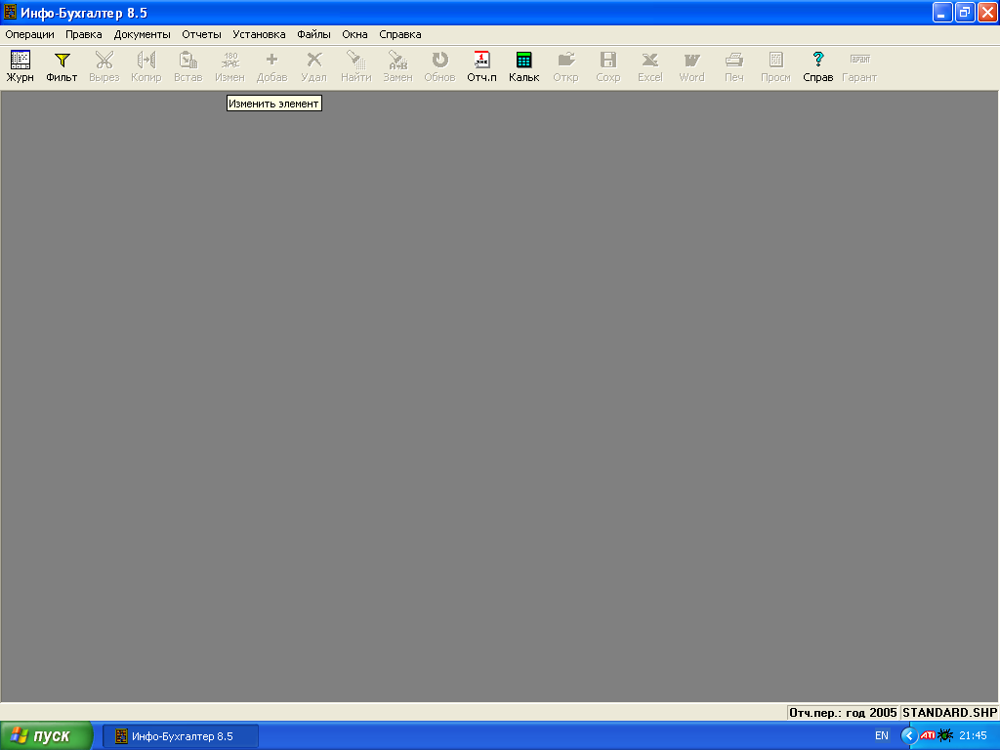 Инфо-Бухгалтер 8.5
Операции Правка Документы Отчеты Установка Файлы Окна Справка
Журн Фильт Вырез Копир Встав Измен Добав Удал Найти Замен Обнов Отч.п Кальк Откр Сохр Excel Word Печ Просм Справ Гарант
Изменить элемент
Отч.пер.: год 2005 STANDARD.SHP
пуск Инфо-Бухгалтер 8.5 EN ATI 21:45